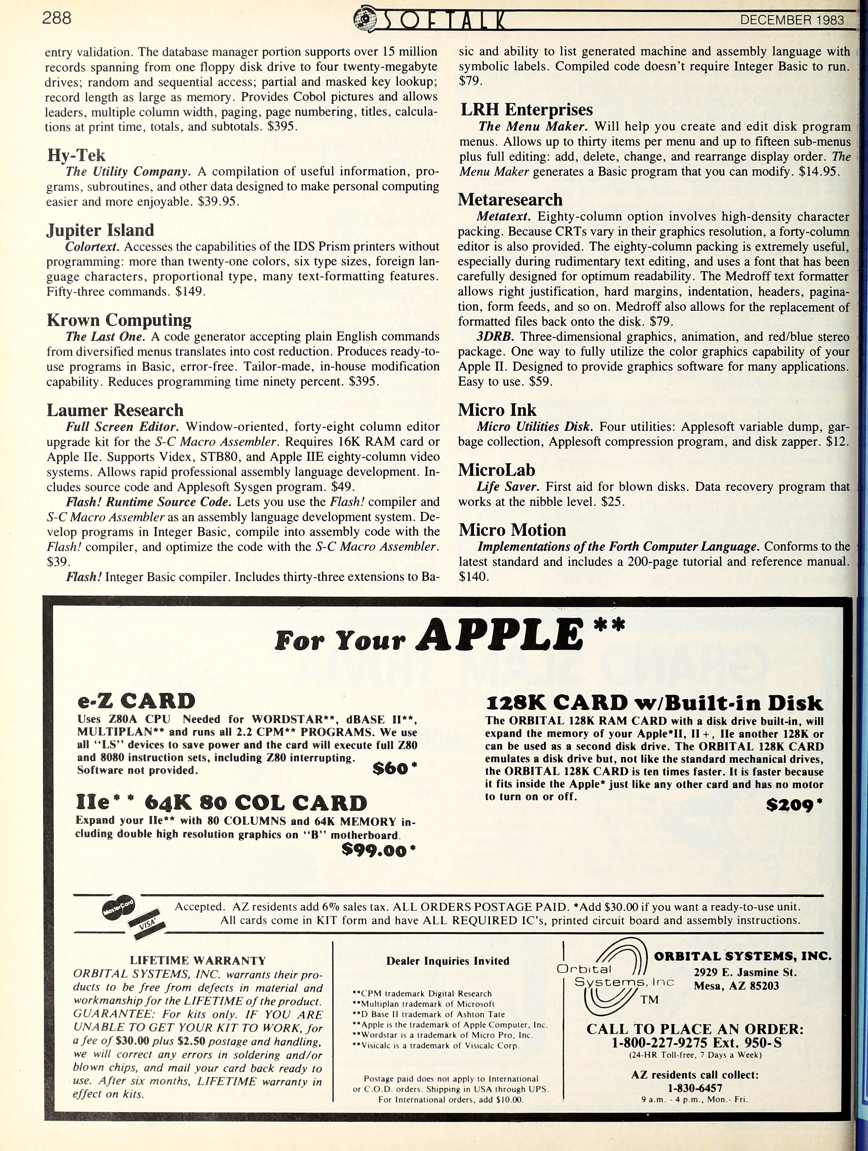 288
SOFTALK
DECEMBER 1983
entry validation. The database manager portion supports over 15 million
records spanning from one floppy disk drive to four twenty-megabyte
drives; random and sequential access; partial and masked key lookup;
record length as large as memory. Provides Cobol pictures and allows
leaders, multiple column width, paging, page numbering, titles, calcula-
tions at print time, totals, and subtotals. $395.
Hy-Tek
The Utility Company. A compilation of useful information, pro-
grams, subroutines, and other data designed to make personal computing
easier and more enjoyable. $39.95.
Jupiter Island
Colortext. Accesses the capabilities of the IDS Prism printers without
programming: more than twenty-one colors, six type sizes, foreign lan-
guage characters, proportional type, many text-formatting features.
Fifty-three commands. $149.
Krown Computing
The Last One. A code generator accepting plain English commands
from diversified menus translates into cost reduction. Produces ready-to-
use programs in Basic, error-free. Tailor-made, in-house modification
capability. Reduces programming time ninety percent. $395.
Laumer Research
Full Screen Editor. Window-oriented, forty-eight column editor
upgrade kit for the S-C Macro Assembler. Requires 16K RAM card or
Apple IIe. Supports Videx, STB80, and Apple IIE eighty-column video
systems. Allows rapid professional assembly language development. In-
cludes source code and Applesoft Sysgen program. $49.
Flash! Runtime Source Code. Lets you use the Flash! compiler and
S-C Macro Assembler as an assembly language development system. De-
velop programs in Integer Basic, compile into assembly code with the
Flash! compiler, and optimize the code with the S-C Macro Assembler.
$39.
Flash! Integer Basic compiler. Includes thirty-three extensions to Ba-
sic and ability to list generated machine and assembly language with
symbolic labels. Compiled code doesn't require Integer Basic to run.
$79.
LRH Enterprises
The Menu Maker. Will help you create and edit disk program
menus. Allows up to thirty items per menu and up to fifteen sub-menus
plus full editing: add, delete, change, and rearrange display order. The
Menu Maker generates a Basic program that you can modify. $14.95.
Metaresearch
Metatext. Eighty-column option involves high-density character
packing. Because CRTs vary in their graphics resolution, a forty-column
editor is also provided. The eighty-column packing is extremely useful,
especially during rudimentary text editing, and uses a font that has been
carefully designed for optimum readability. The Medroff text formatter
allows right justification, hard margins, indentation, headers, pagina-
tion, form feeds, and so on. Medroff also allows for the replacement of
formatted files back onto the disk. $79.
3DRB. Three-dimensional graphics, animation, and red/blue stereo
package. One way to fully utilize the color graphics capability of your
Apple II. Designed to provide graphics software for many applications.
Easy to use. $59.
Micro Ink
Micro Utilities Disk. Four utilities: Applesoft variable dump, gar-
bage collection, Applesoft compression program, and disk zapper. $12.
MicroLab
Life Saver. First aid for blown disks. Data recovery program that
works at the nibble level. $25.
Micro Motion
Implementations of the Forth Computer Language. Conforms to the
latest standard and includes a 200-page tutorial and reference manual.
$140.
For Your APPLE**
e-Z CARD
Uses Z80A CPU Needed for WORDSTAR**, dBASE II**,
MULTIPLAN** and runs all 2.2 CPM** PROGRAMS. We use
all "LS" devices to save power and the card will execute full Z80
and 8080 instruction sets, including Z80 interrupting.
Software not provided. $60*
IIe** 64K 80 COL CARD
Expand your IIe** with 80 COLUMNS and 64K MEMORY in-
cluding double high resolution graphics on "B" motherboard.
$99.00*
128K CARD w/Built-in Disk
The ORBITAL 128K RAM CARD with a disk drive built-in, will
expand the memory of your Apple*II, II+, IIe another 128K or
can be used as a second disk drive. The ORBITAL 128K CARD
emulates a disk drive but, not like the standard mechanical drives,
the ORBITAL 128K CARD is ten times faster. It is faster because
it fits inside the Apple* just like any other card and has no motor
to turn on or off.
$209*
MasterCard
VISA
Accepted. AZ residents add 6% sales tax. ALL ORDERS POSTAGE PAID. *Add $30.00 if you want a ready-to-use unit.
All cards come in KIT form and have ALL REQUIRED IC's, printed circuit board and assembly instructions.
LIFETIME WARRANTY
ORBITAL SYSTEMS, INC. warrants their pro-
ducts to be free from defects in material and
workmanship for the LIFETIME of the product.
GUARANTEE: For kits only. IF YOU ARE
UNABLE TO GET YOUR KIT TO WORK, for
a fee of $30.00 plus $2.50 postage and handling,
we will correct any errors in soldering and/or
blown chips, and mail your card back ready to
use. After six months, LIFETIME warranty in
effect on kits.
Dealer Inquiries Invited
**CPM trademark Digital Research
**Multiplan trademark of Microsoft
**D Base II trademark of Ashton Tate
**Apple is the trademark of Apple Computer, Inc.
**Wordstar is a trademark of Micro Pro, Inc.
**Visicalc is a trademark of Visicalc Corp.
Postage paid does not apply to International
or C.O.D. orders. Shipping in USA through UPS.
For International orders, add $10.00.
Orbital
Systems, Inc
TM
ORBITAL SYSTEMS, INC.
2929 E. Jasmine St.
Mesa, AZ 85203
CALL TO PLACE AN ORDER:
1-800-227-9275 Ext. 950-S
(24-HR Toll-free, 7 Days a Week)
AZ residents call collect:
1-830-6457
9 a.m. - 4 p.m., Mon.- Fri.